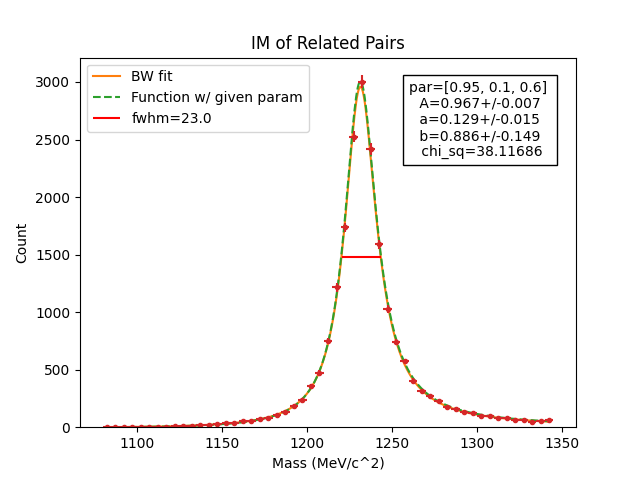 IM of Related Pairs
BW fit
Function w/ given param
fwhm=23.0
par=[0.95, 0.1, 0.6]
A=0.967+/-0.007
a=0.129+/-0.015
b=0.886+/-0.149
chi_sq=38.11686
Count
3000
2500
2000
1500
1000
500
0
1100
1150
1200
1250
1300
1350
Mass (MeV/c^2)